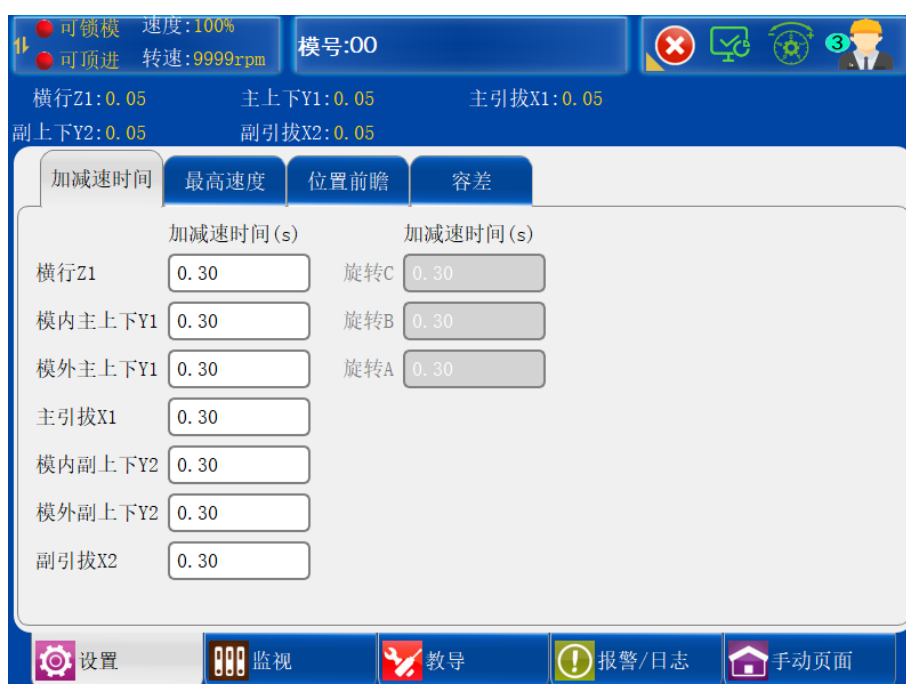 可锁模 速度:100%
可顶进 转速:9999rpm
模号:00
3
横行Z1:0.05 主上下Y1:0.05 主引拔X1:0.05
副上下Y2:0.05 副引拔X2:0.05
加减速时间 最高速度 位置前瞻 容差
加减速时间(s) 加减速时间(s)
横行Z1 0.30 旋转C 0.30
模内主上下Y1 0.30 旋转B 0.30
模外主上下Y1 0.30 旋转A 0.30
主引拔X1 0.30
模内副上下Y2 0.30
模外副上下Y2 0.30
副引拔X2 0.30
设置 监视 教导 报警/日志 手动页面